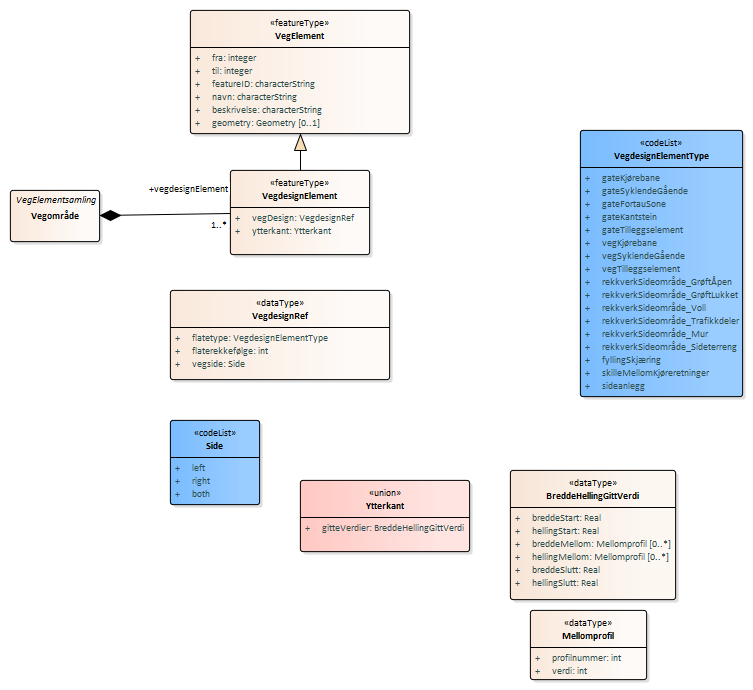 «featureType»
VegElement
+ fra: integer
+ til: integer
+ featureID: characterString
+ navn: characterString
+ beskrivelse: characterString
+ geometry: Geometry [0..1]
«codeList»
VegdesignElementType
+ gateKjørebane
+ gateSyklendeGående
+ gateFortauSone
+ gateKantstein
+ gateTilleggselement
+ vegKjørebane
+ vegSyklendeGående
+ vegTilleggselement
+ rekkverkSideområde_GrøftÅpen
+ rekkverkSideområde_GrøftLukket
+ rekkverkSideområde_Voll
+ rekkverkSideområde_Trafikkdeler
+ rekkverkSideområde_Mur
+ rekkverkSideområde_Sideterreng
+ fyllingSkjæring
+ skilleMellomKjøreretninger
+ sideanlegg
VegElementsamling
Vegområde
+vegdesignElement
1..*
«featureType»
VegdesignElement
+ vegDesign: VegdesignRef
+ ytterkant: Ytterkant
«dataType»
VegdesignRef
+ flatetype: VegdesignElementType
+ flaterekkefølge: int
+ vegside: Side
«codeList»
Side
+ left
+ right
+ both
«union»
Ytterkant
+ gitteVerdier: BreddeHellingGittVerdi
«dataType»
BreddeHellingGittVerdi
+ breddeStart: Real
+ hellingStart: Real
+ breddeMellom: Mellomprofil [0..*]
+ hellingMellom: Mellomprofil [0..*]
+ breddeSlutt: Real
+ hellingSlutt: Real
«dataType»
Mellomprofil
+ profilnummer: int
+ verdi: int